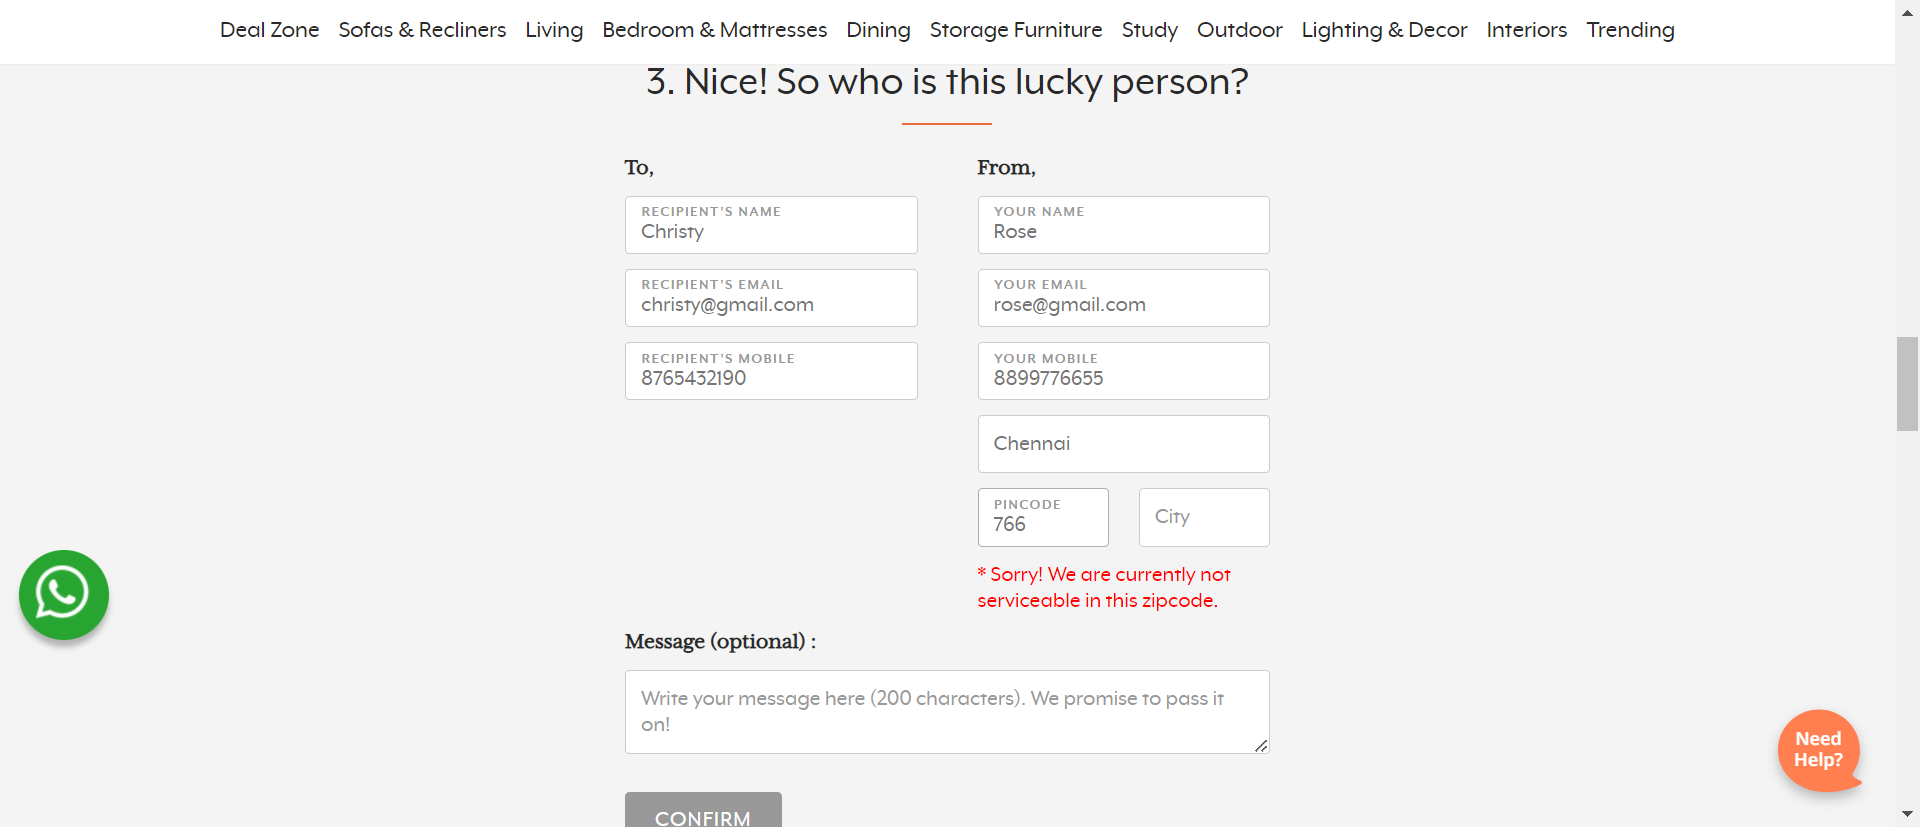 Deal Zone Sofas & Recliners Living Bedroom & Mattresses Dining Storage Furniture Study Outdoor Lighting & Decor Interiors Trending
3. Nice! So who is this lucky person?
To,
RECIPIENT'S NAME
Christy
RECIPIENT'S EMAIL
christy@gmail.com
RECIPIENT'S MOBILE
8765432190
From,
YOUR NAME
Rose
YOUR EMAIL
rose@gmail.com
YOUR MOBILE
8899776655
Chennai
PINCODE
766
City
* Sorry! We are currently not
serviceable in this zipcode.
Message (optional) :
Write your message here (200 characters). We promise to pass it
on!
CONFIRM
Need
Help?